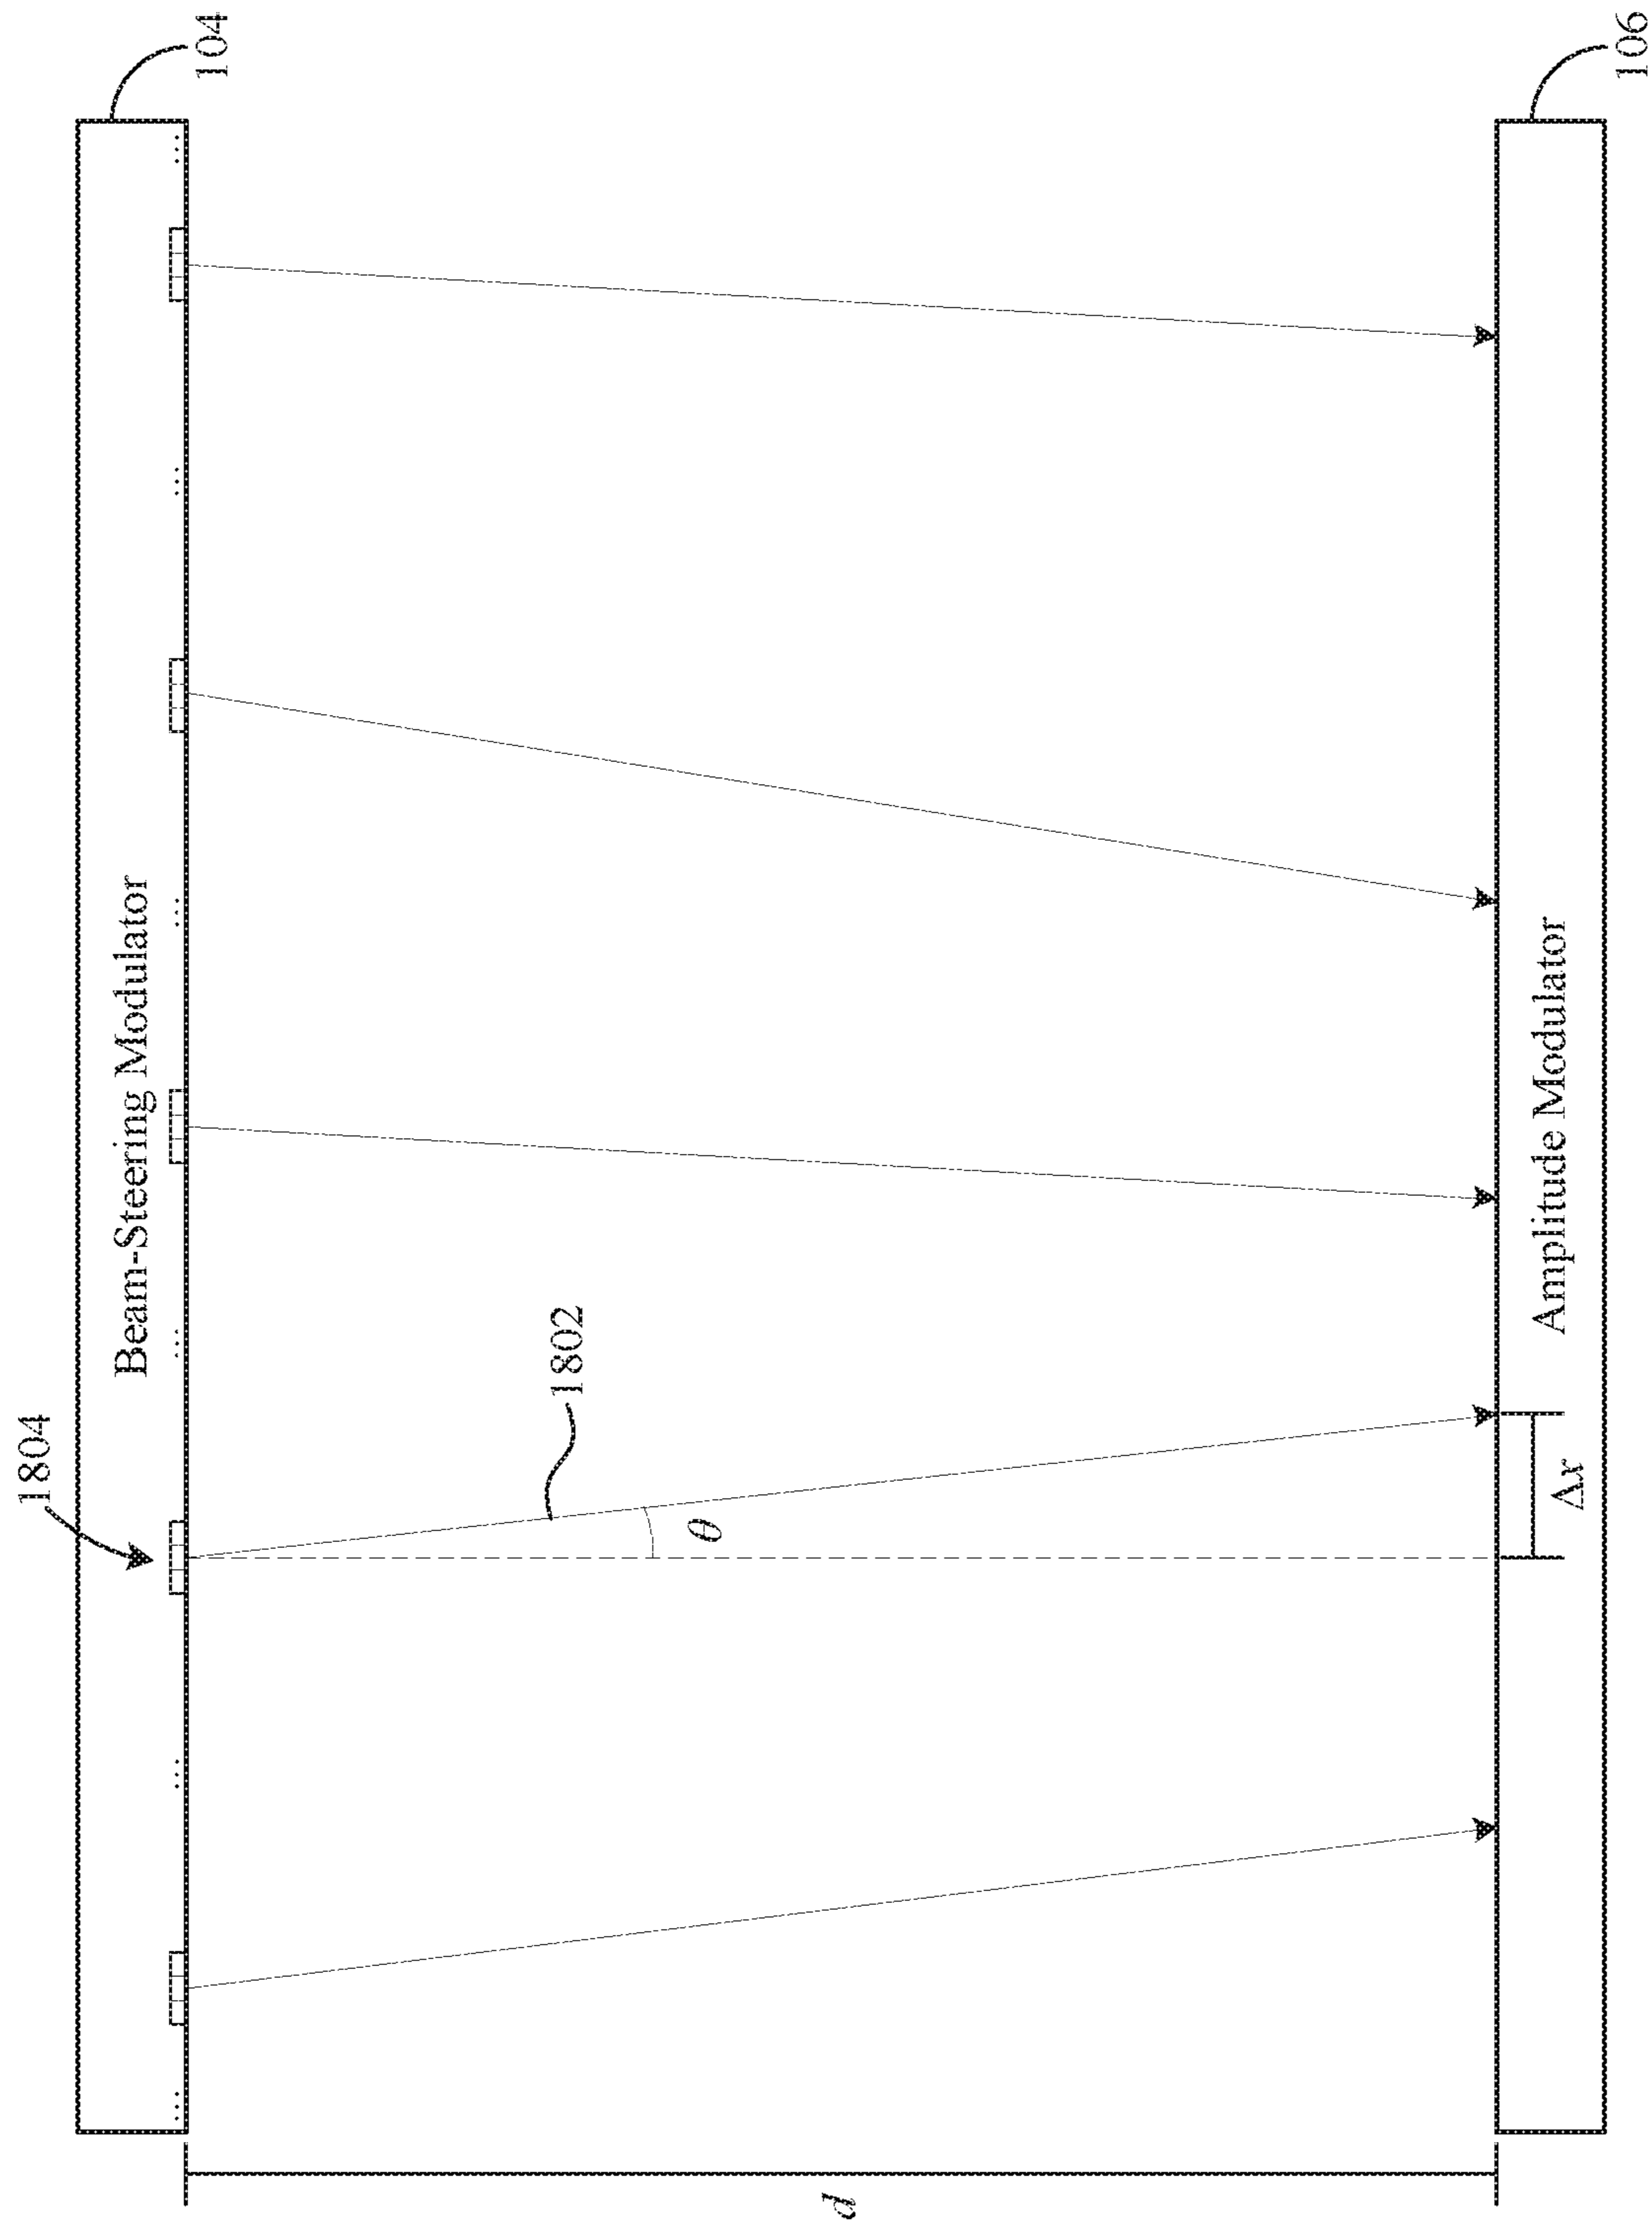 1804
Beam-Steering Modulator
104
...
...
...
...
...
...
1802
θ
d
Δx
Amplitude Modulator
106